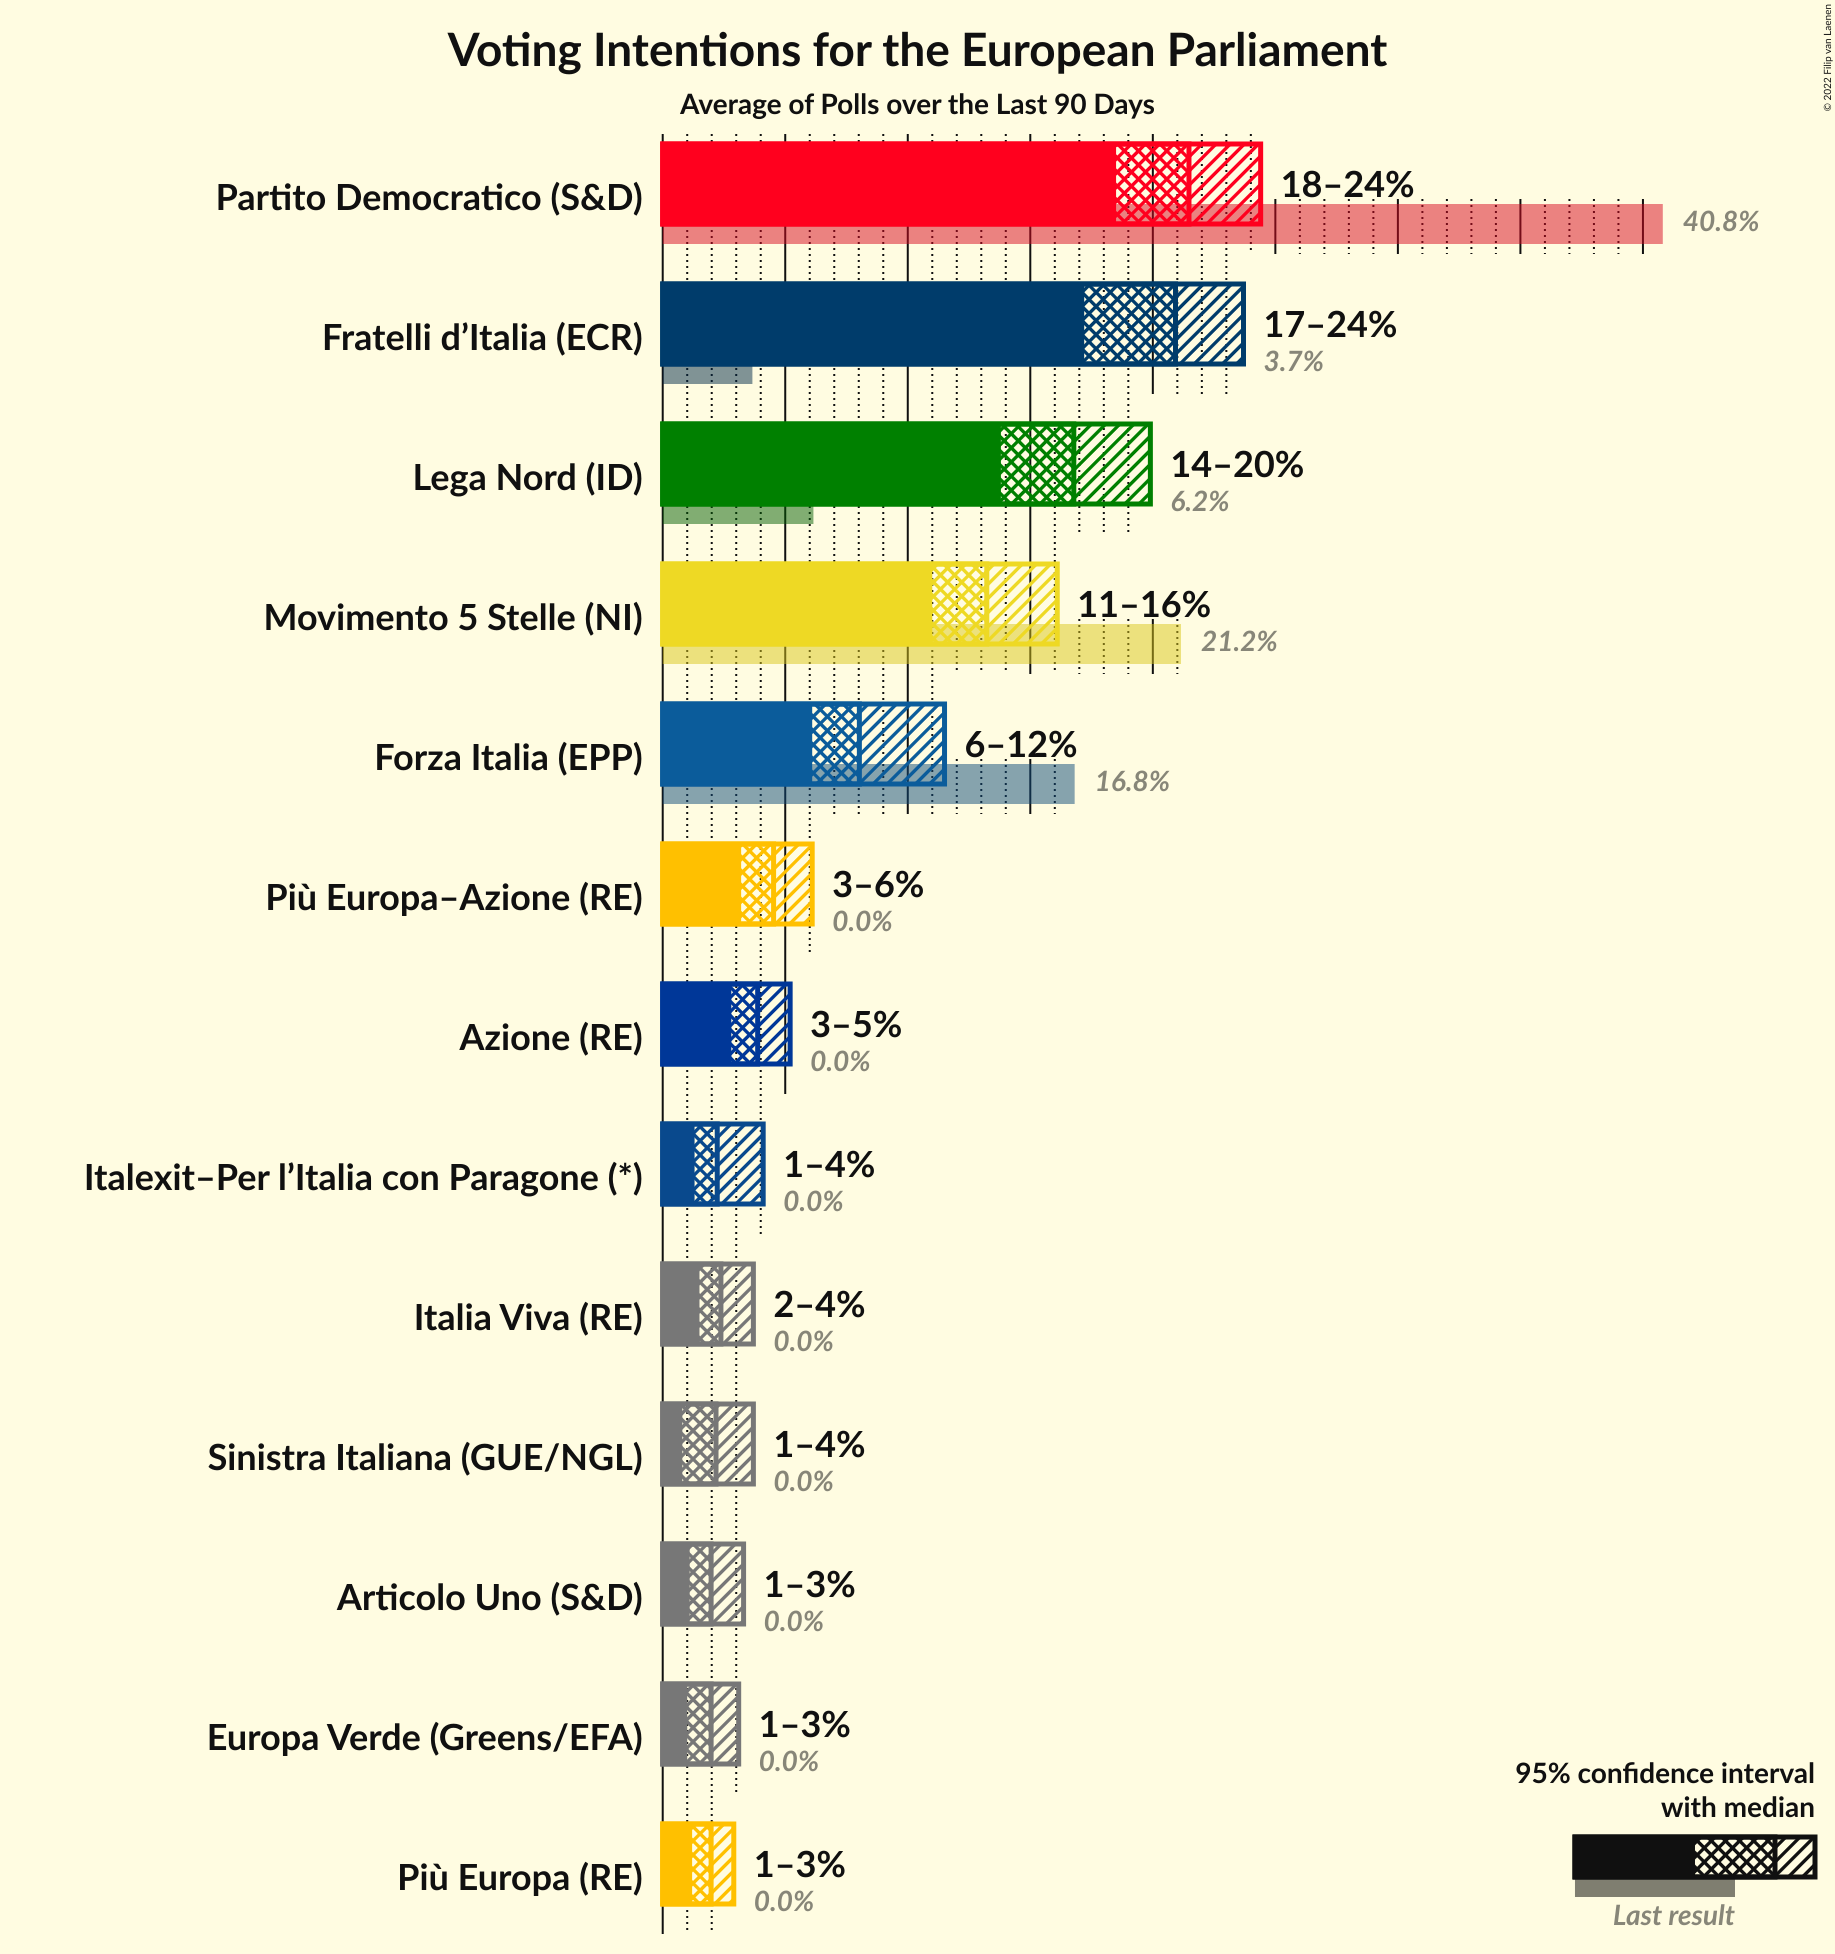 Voting Intentions for the European Parliament
Average of Polls over the Last 90 Days
© 2022 Filip van Laenen
Partito Democratico (S&D)
18–24%
40.8%
Fratelli d’Italia (ECR)
17–24%
3.7%
Lega Nord (ID)
14–20%
6.2%
Movimento 5 Stelle (NI)
11–16%
21.2%
Forza Italia (EPP)
6–12%
16.8%
Più Europa–Azione (RE)
3–6%
0.0%
Azione (RE)
3–5%
0.0%
Italexit–Per l’Italia con Paragone (*)
1–4%
0.0%
Italia Viva (RE)
2–4%
0.0%
Sinistra Italiana (GUE/NGL)
1–4%
0.0%
Articolo Uno (S&D)
1–3%
0.0%
Europa Verde (Greens/EFA)
1–3%
0.0%
Più Europa (RE)
1–3%
0.0%
95% confidence interval
with median
Last result